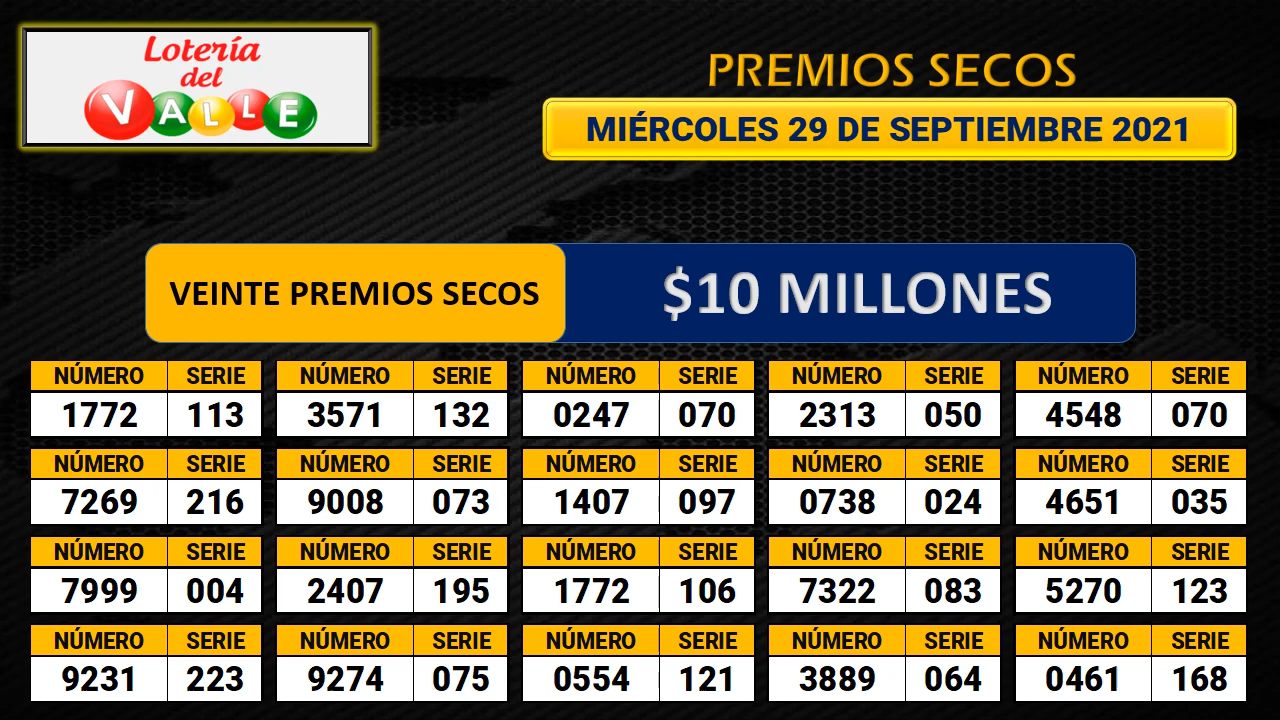 Lotería
del
VALLE
PREMIOS SECOS
MIÉRCOLES 29 DE SEPTIEMBRE 2021
VEINTE PREMIOS SECOS $10 MILLONES
NÚMERO SERIE NÚMERO SERIE NÚMERO SERIE NÚMERO SERIE NÚMERO SERIE
1772 113 3571 132 0247 070 2313 050 4548 070
NÚMERO SERIE NÚMERO SERIE NÚMERO SERIE NÚMERO SERIE NÚMERO SERIE
7269 216 9008 073 1407 097 0738 024 4651 035
NÚMERO SERIE NÚMERO SERIE NÚMERO SERIE NÚMERO SERIE NÚMERO SERIE
7999 004 2407 195 1772 106 7322 083 5270 123
NÚMERO SERIE NÚMERO SERIE NÚMERO SERIE NÚMERO SERIE NÚMERO SERIE
9231 223 9274 075 0554 121 3889 064 0461 168